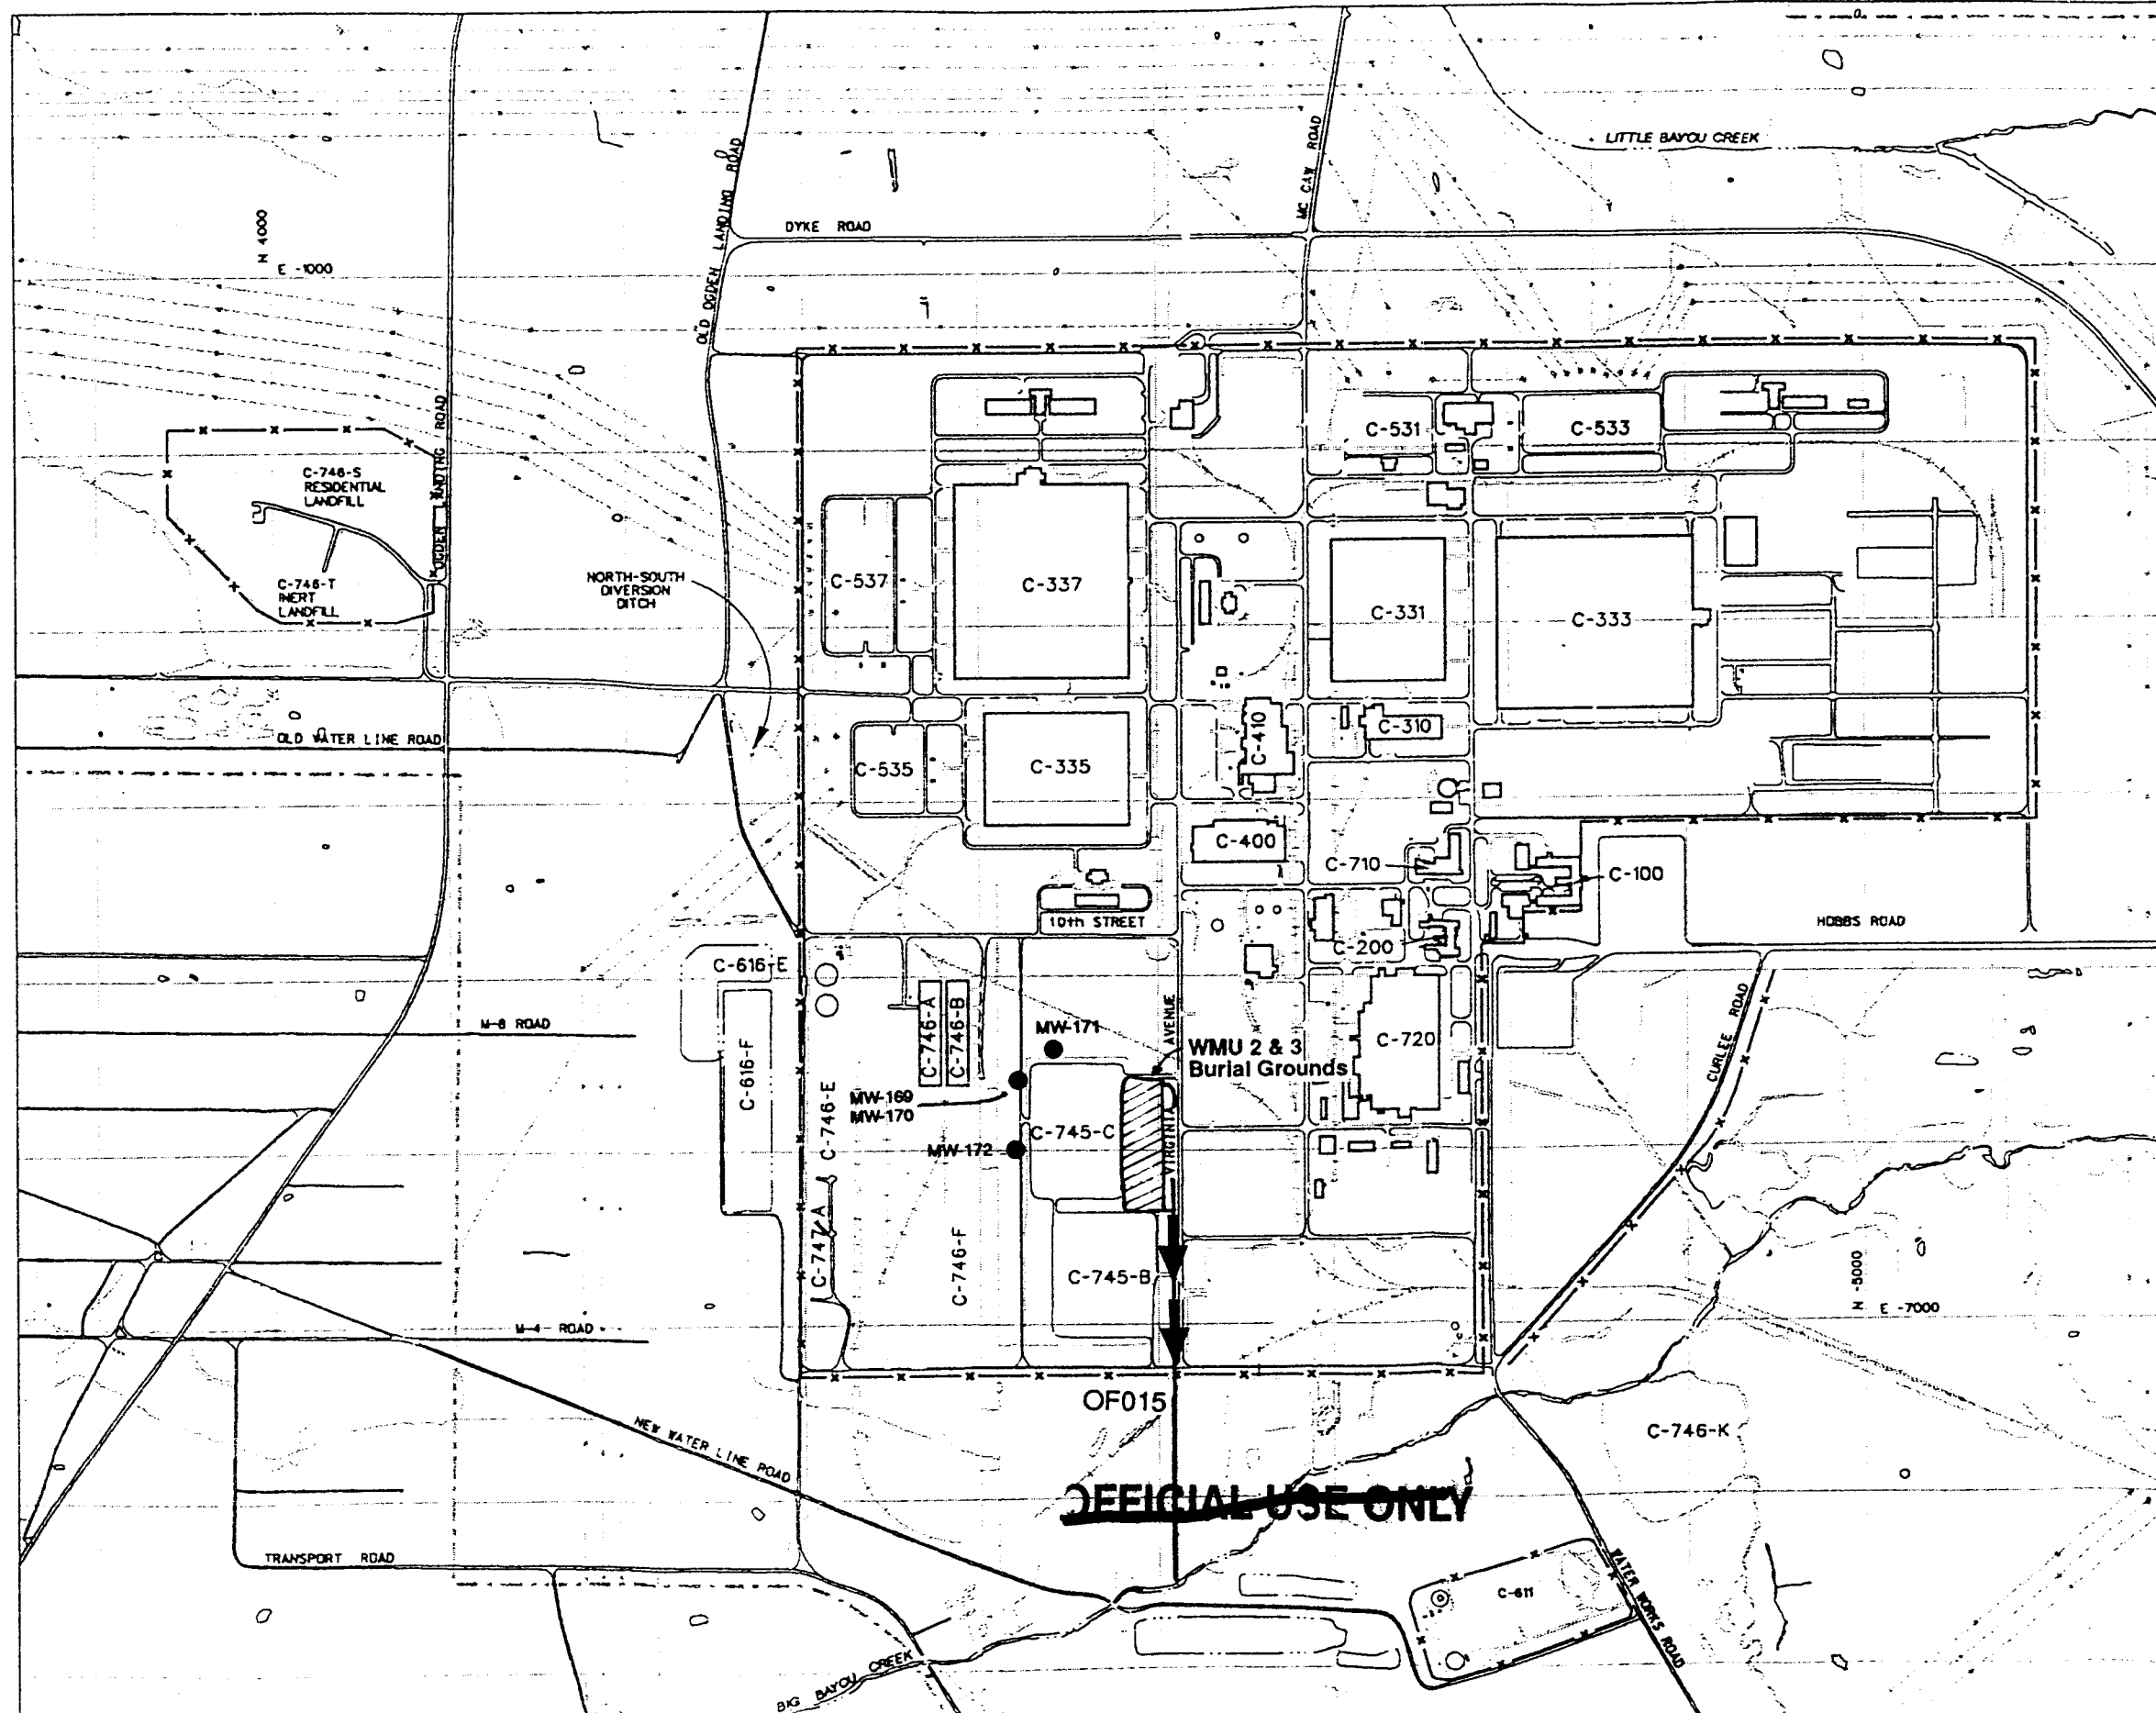 LITTLE BAYOU CREEK
MC CAW ROAD
OLD OGDEN LANDING ROAD
DYKE ROAD
N 4000
E -1000
C-531
C-533
C-746-S
RESIDENTIAL
LANDFILL
OGDEN LANDING ROAD
C-746-T
INERT
LANDFILL
NORTH-SOUTH
DIVERSION
DITCH
C-537
C-337
C-331
C-333
OLD WATER LINE ROAD
C-535
C-335
C-410
C-310
C-400
C-710
C-100
10th STREET
HOBBS ROAD
C-200
C-616-E
C-616-F
C-746-A
C-746-B
M-8 ROAD
MW-171
VIRGINIA AVENUE
WMU 2 & 3
Burial Grounds
C-720
CURLEE ROAD
C-746-E
MW-169
MW-170
C-745-C
MW-172
C-747-A
C-746-F
C-745-B
N -5000
E -7000
M-4 ROAD
OF015
NEW WATER LINE ROAD
C-746-K
OFFICIAL USE ONLY
TRANSPORT ROAD
C-611
WATER WORKS ROAD
BIG BAYOU CREEK